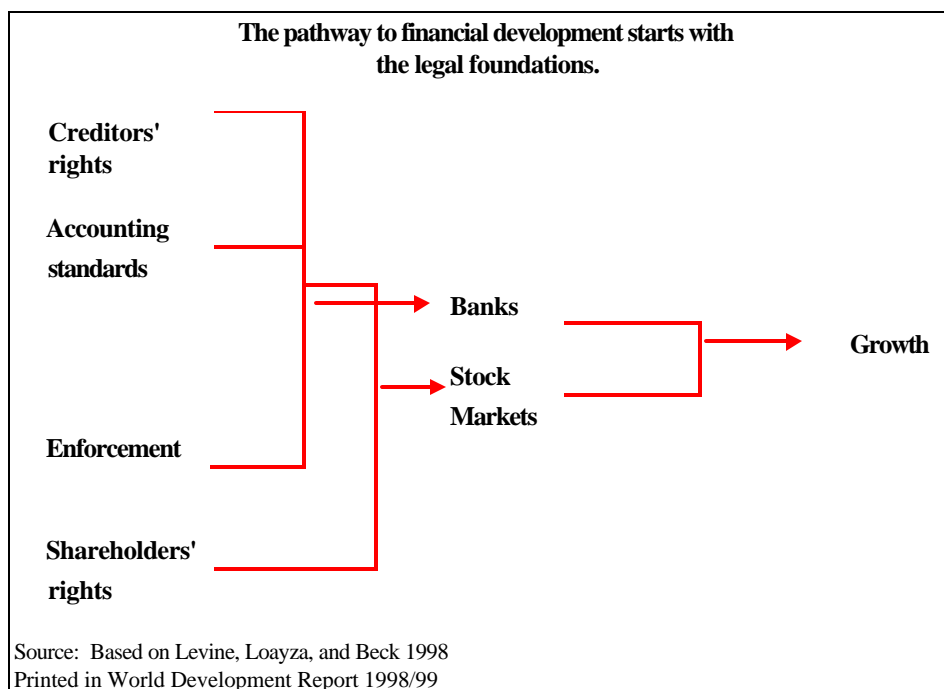 The pathway to financial development starts with
the legal foundations.
Creditors'
rights
Accounting
standards
Banks
Growth
Stock
Markets
Enforcement
Shareholders'
rights
Source: Based on Levine, Loayza, and Beck 1998
Printed in World Development Report 1998/99